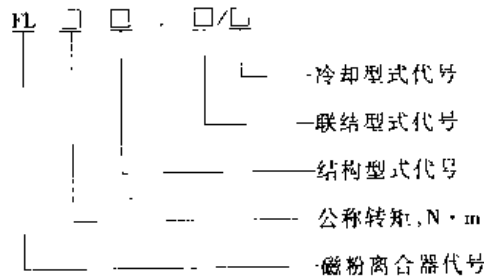 FL □ □ . □/□
冷却型式代号
联结型式代号
结构型式代号
公称转矩,N·m
磁粉离合器代号